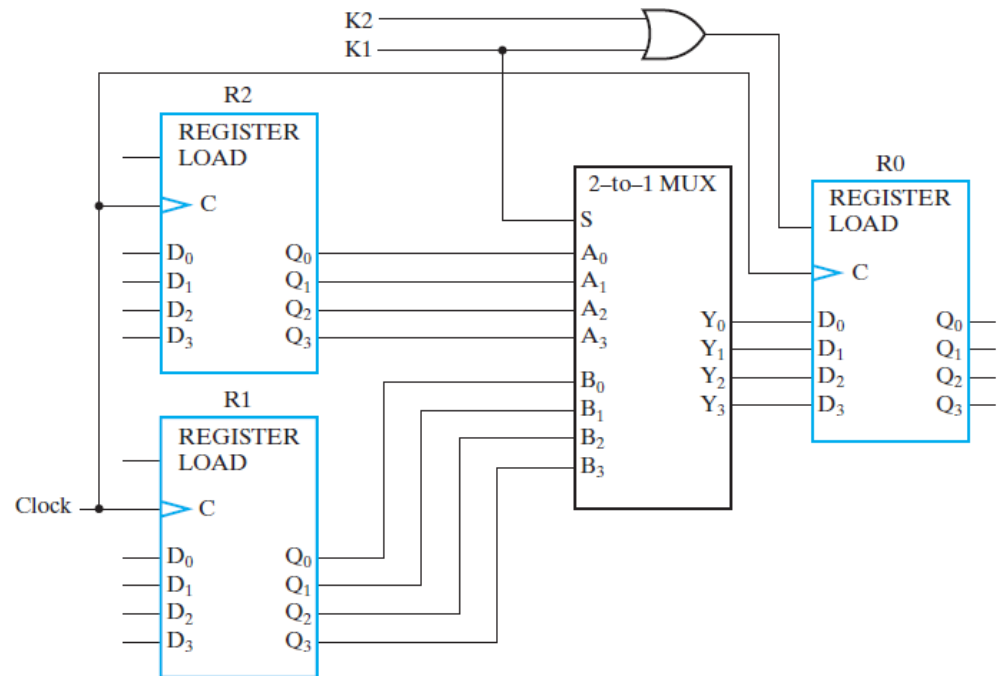 K2
K1
R2
REGISTER
LOAD
C
D₀ Q₀
D₁ Q₁
D₂ Q₂
D₃ Q₃
R1
REGISTER
LOAD
Clock
C
D₀ Q₀
D₁ Q₁
D₂ Q₂
D₃ Q₃
2–to–1 MUX
S
A₀
A₁
A₂
A₃
B₀
B₁
B₂
B₃
Y₀
Y₁
Y₂
Y₃
R0
REGISTER
LOAD
C
D₀ Q₀
D₁ Q₁
D₂ Q₂
D₃ Q₃